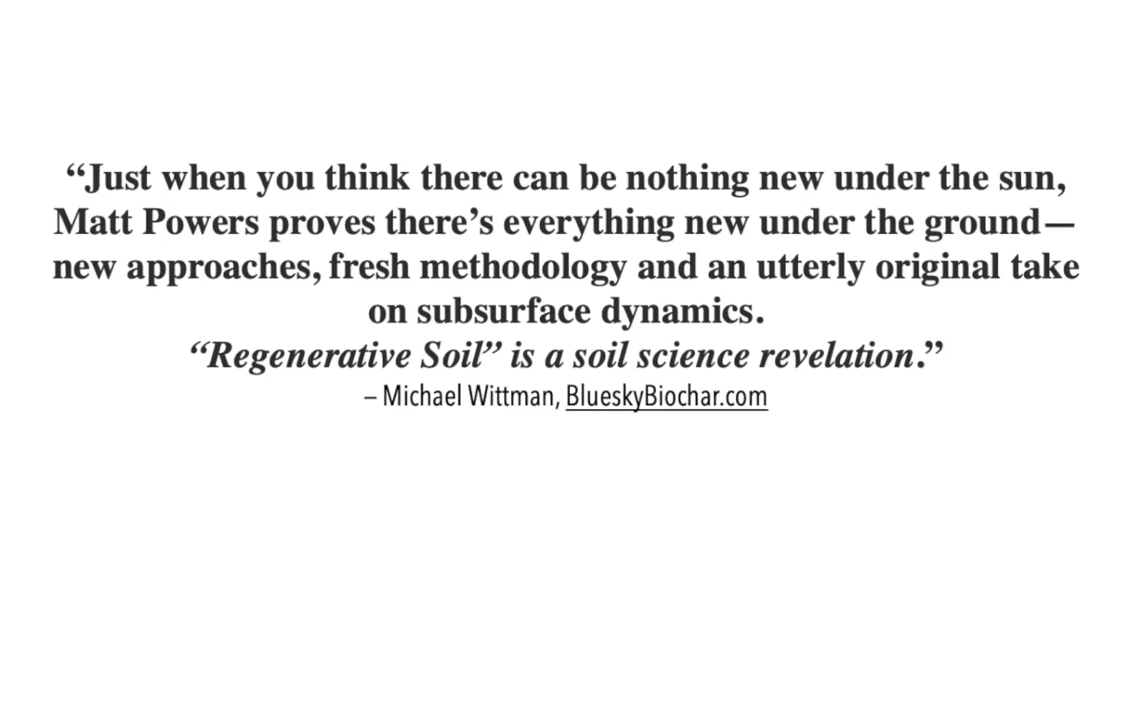 “Just when you think there can be nothing new under the sun,
Matt Powers proves there’s everything new under the ground—
new approaches, fresh methodology and an utterly original take
on subsurface dynamics.
“Regenerative Soil” is a soil science revelation.”
– Michael Wittman, BlueskyBiochar.com